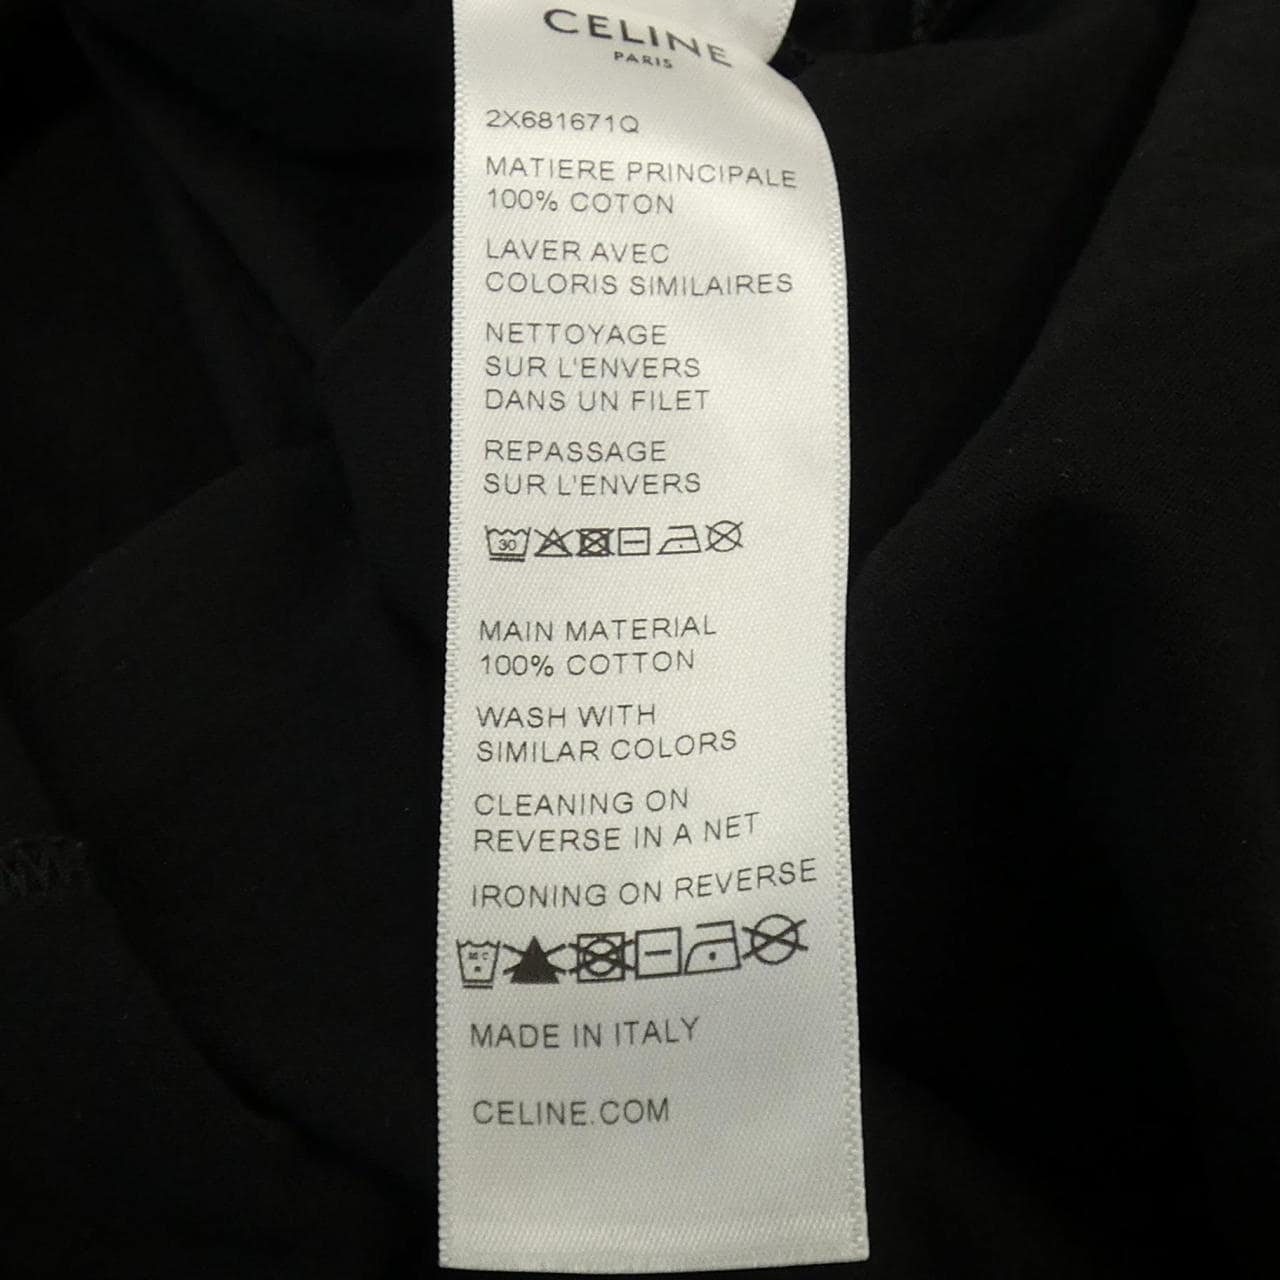 CELINE
PARIS
2X681671Q
MATIERE PRINCIPALE
100% COTON
LAVER AVEC
COLORIS SIMILAIRES
NETTOYAGE
SUR L'ENVERS
DANS UN FILET
REPASSAGE
SUR L'ENVERS
30
MAIN MATERIAL
100% COTTON
WASH WITH
SIMILAR COLORS
CLEANING ON
REVERSE IN A NET
IRONING ON REVERSE
MADE IN ITALY
CELINE.COM